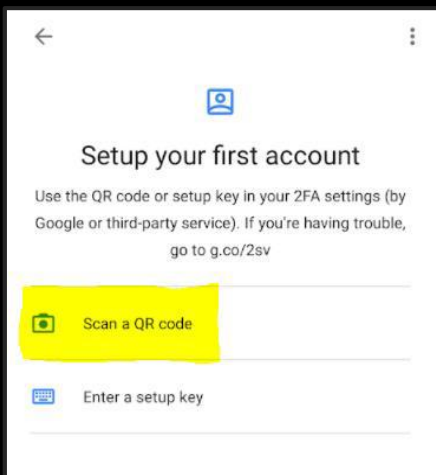 Setup your first account
Use the QR code or setup key in your 2FA settings (by
Google or third-party service). If you're having trouble,
go to g.co/2sv
Scan a QR code
Enter a setup key